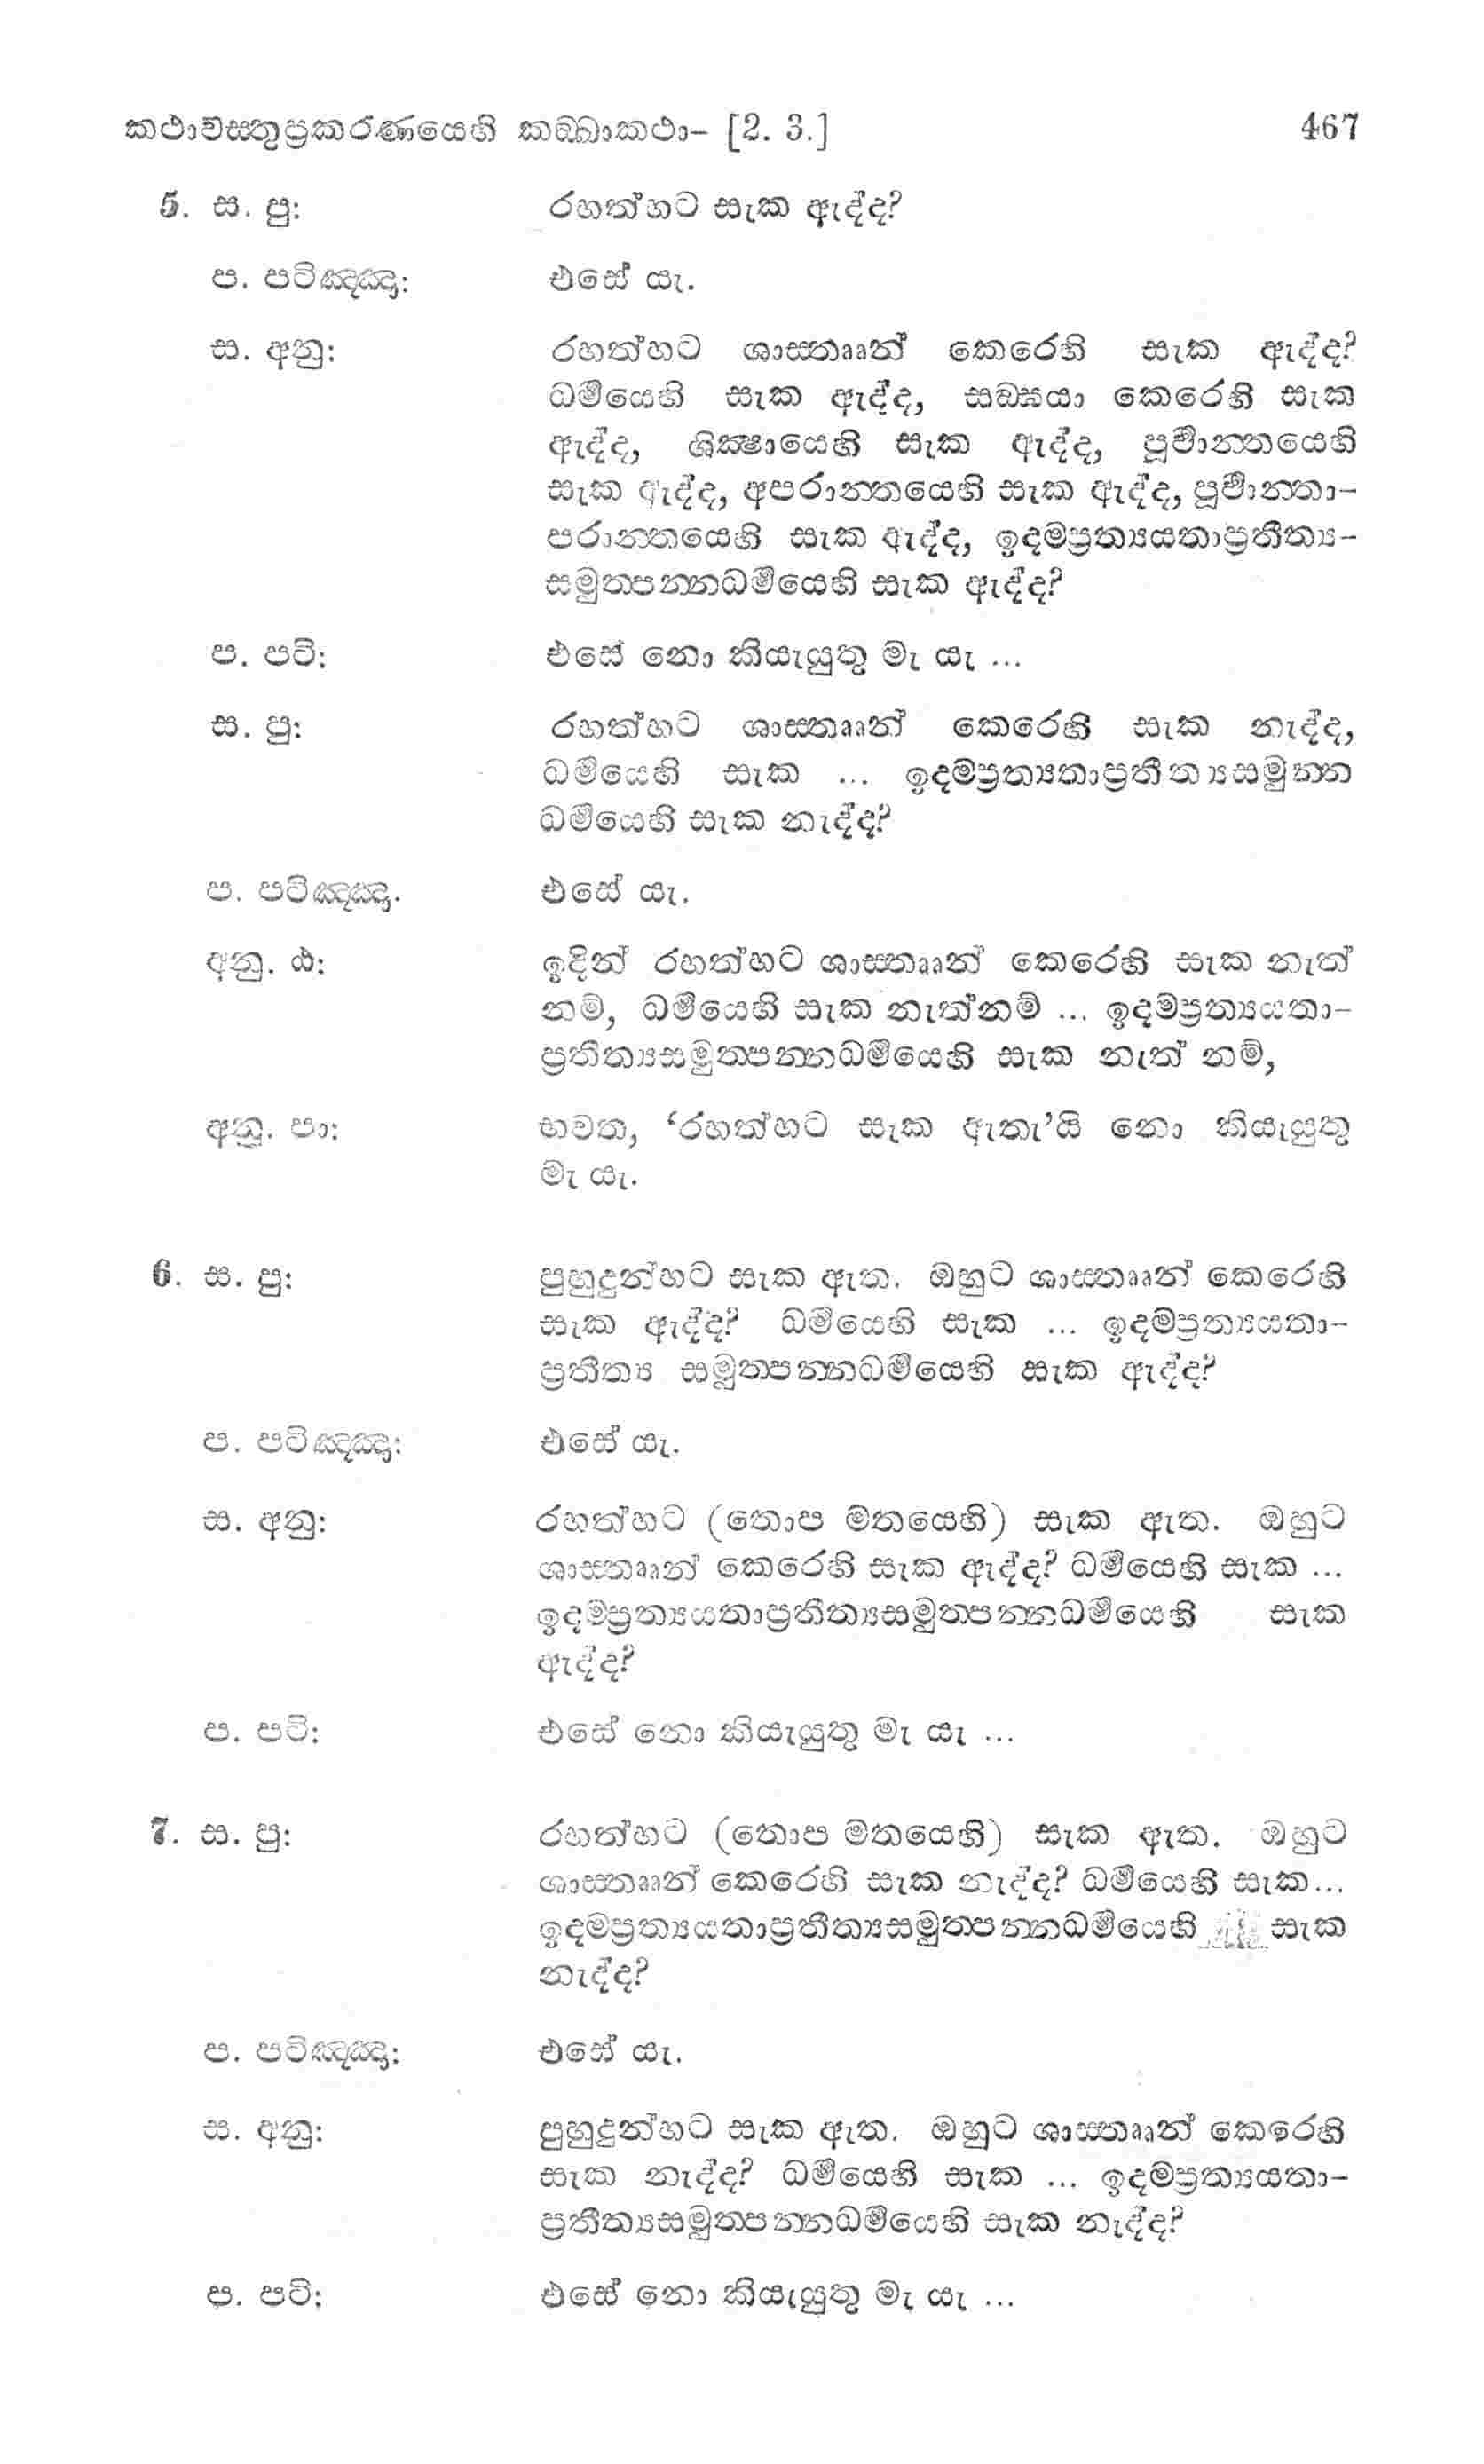 කථාවස්තුප්‍රකරණයෙහි කඞ්ඛාකථා– [2. 3.] 467
5. ස. පු: රහත්හට සැක ඇද්ද?
ප. පටිඤ්ඤා: එසේ යැ.
ස. අනු: රහත්හට ශාස්තෲන් කෙරෙහි සැක ඇද්ද?
ධර්‍මයෙහි සැක ඇද්ද, සඞ්ඝයා කෙරෙහි සැක
ඇද්ද, ශික්‍ෂායෙහි සැක ඇද්ද, පූර්‍වාන්තයෙහි
සැක ඇද්ද, අපරාන්තයෙහි සැක ඇද්ද, පූර්‍වාන්තා–
පරාන්තයෙහි සැක ඇද්ද, ඉදම්ප්‍රත්‍යයතාප්‍රතීත්‍ය–
සමුත්පන්නධර්‍මයෙහි සැක ඇද්ද?
ප. පටි: එසේ නො කියැයුතු මැ යැ ...
ස. පු: රහත්හට ශාස්තෲන් කෙරෙහි සැක නැද්ද,
ධර්‍මයෙහි සැක ... ඉදම්ප්‍රත්‍යතාප්‍රතීත්‍යසමුත්න
ධර්‍මයෙහි සැක නැද්ද?
ප. පටිඤ්ඤා. එසේ යැ.
අනු. ඨ: ඉදින් රහත්හට ශාස්තෲන් කෙරෙහි සැක නැත්
නම්, ධර්‍මයෙහි සැක නැත්නම් ... ඉදම්ප්‍රත්‍යයතා–
ප්‍රතීත්‍යසමුත්පන්නධර්‍මයෙහි සැක නැත් නම්,
අනු. පා: භවත, ‘රහත්හට සැක ඇතැ’යි නො කියැයුතු
මැ යැ.
6. ස. පු: පුහුදුන්හට සැක ඇත. ඔහුට ශාස්තෲන් කෙරෙහි
සැක ඇද්ද? ධර්‍මයෙහි සැක ... ඉදම්ප්‍රත්‍යයතා–
ප්‍රතීත්‍ය සමුත්පන්නධර්‍මයෙහි සැක ඇද්ද?
ප. පටිඤ්ඤා: එසේ යැ.
ස. අනු: රහත්හට (තොප මතයෙහි) සැක ඇත. ඔහුට
ශාස්තෲන් කෙරෙහි සැක ඇද්ද? ධර්‍මයෙහි සැක ...
ඉදම්ප්‍රත්‍යයතාප්‍රතීත්‍යසමුත්පන්නධර්‍මයෙහි සැක
ඇද්ද?
ප. පටි: එසේ නො කියැයුතු මැ යැ ...
7. ස. පු: රහත්හට (තොප මතයෙහි) සැක ඇත. ඔහුට
ශාස්තෲන් කෙරෙහි සැක නැද්ද? ධර්‍මයෙහි සැක...
ඉදම්ප්‍රත්‍යයතාප්‍රතීත්‍යසමුත්පන්නධර්‍මයෙහි සැක
නැද්ද?
ප. පටිඤ්ඤා: එසේ යැ.
ස. අනු: පුහුදුන්හට සැක ඇත. ඔහුට ශාස්තෲන් කෙරෙහි
සැක නැද්ද? ධර්‍මයෙහි සැක ... ඉදම්ප්‍රත්‍යයතා–
ප්‍රතීත්‍යසමුත්පන්නධර්‍මයෙහි සැක නැද්ද?
ප. පටි: එසේ නො කියැයුතු මැ යැ ...